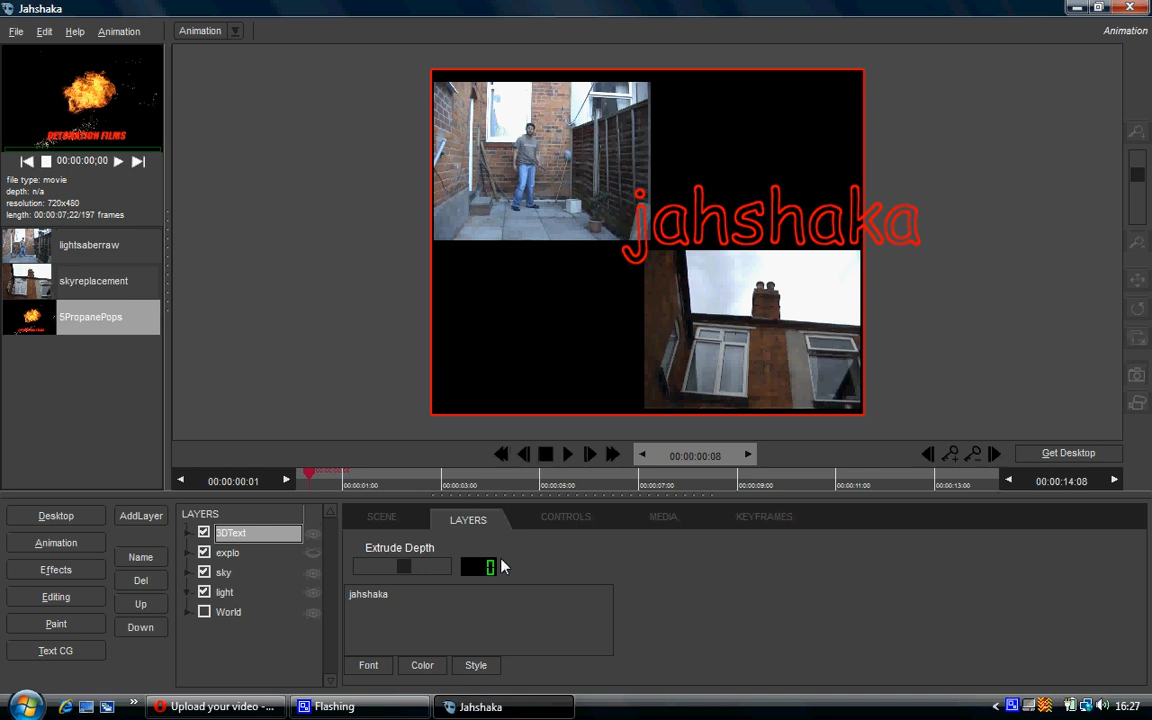 Jahshaka
File Edit Help Animation
Animation
Animation
DETONATION FILMS
00:00:00;00
file type: movie
depth: n/a
resolution: 720x480
length: 00:00:07;22/197 frames
lightsaberraw
skyreplacement
5PropanePops
jahshaka
00:00:00:08
Get Desktop
00:00:00:01
00:00:01:00 00:00:03:00 00:00:05:00 00:00:07:00 00:00:09:00 00:00:11:00 00:00:13:00
00:00:14:08
Desktop
Animation
Effects
Editing
Paint
Text CG
AddLayer
Name
Del
Up
Down
LAYERS
3DText
explo
sky
light
World
SCENE LAYERS CONTROLS MEDIA KEYFRAMES
Extrude Depth
0
jahshaka
Font Color Style
Upload your video -... Flashing Jahshaka 16:27